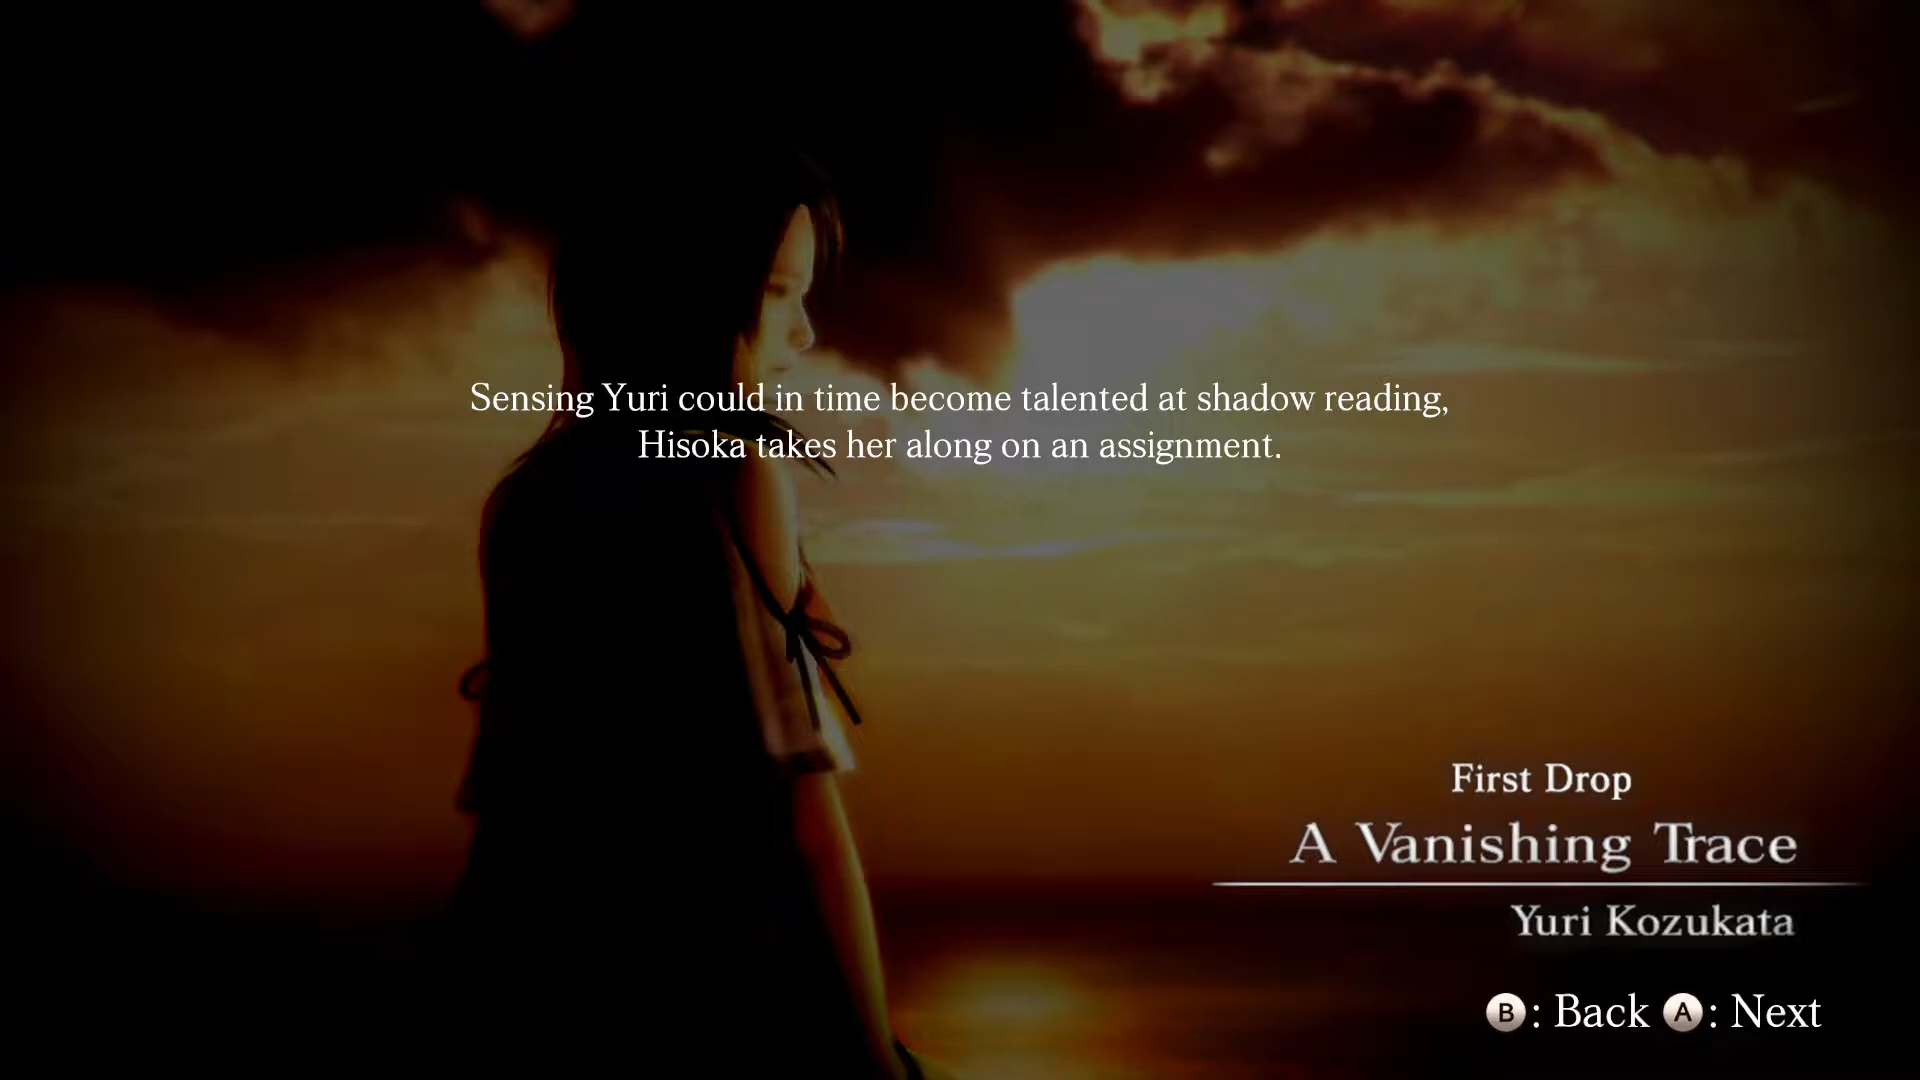 Sensing Yuri could in time become talented at shadow reading,
Hisoka takes her along on an assignment.
First Drop
A Vanishing Trace
Yuri Kozukata
B: Back A: Next